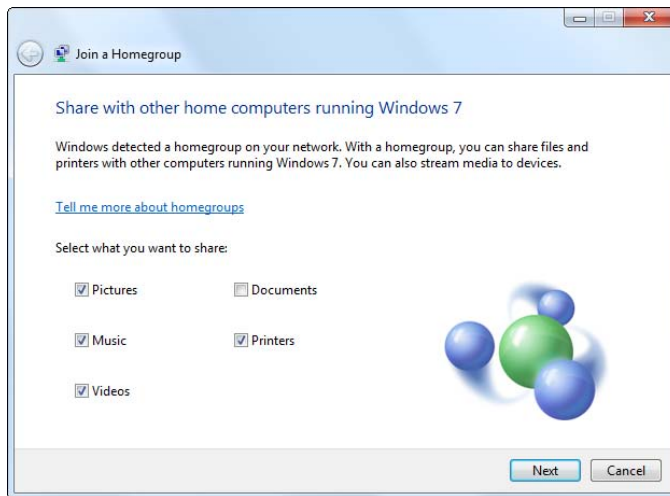 Join a Homegroup
Share with other home computers running Windows 7
Windows detected a homegroup on your network. With a homegroup, you can share files and
printers with other computers running Windows 7. You can also stream media to devices.
Tell me more about homegroups
Select what you want to share:
Pictures
Documents
Music
Printers
Videos
Next
Cancel